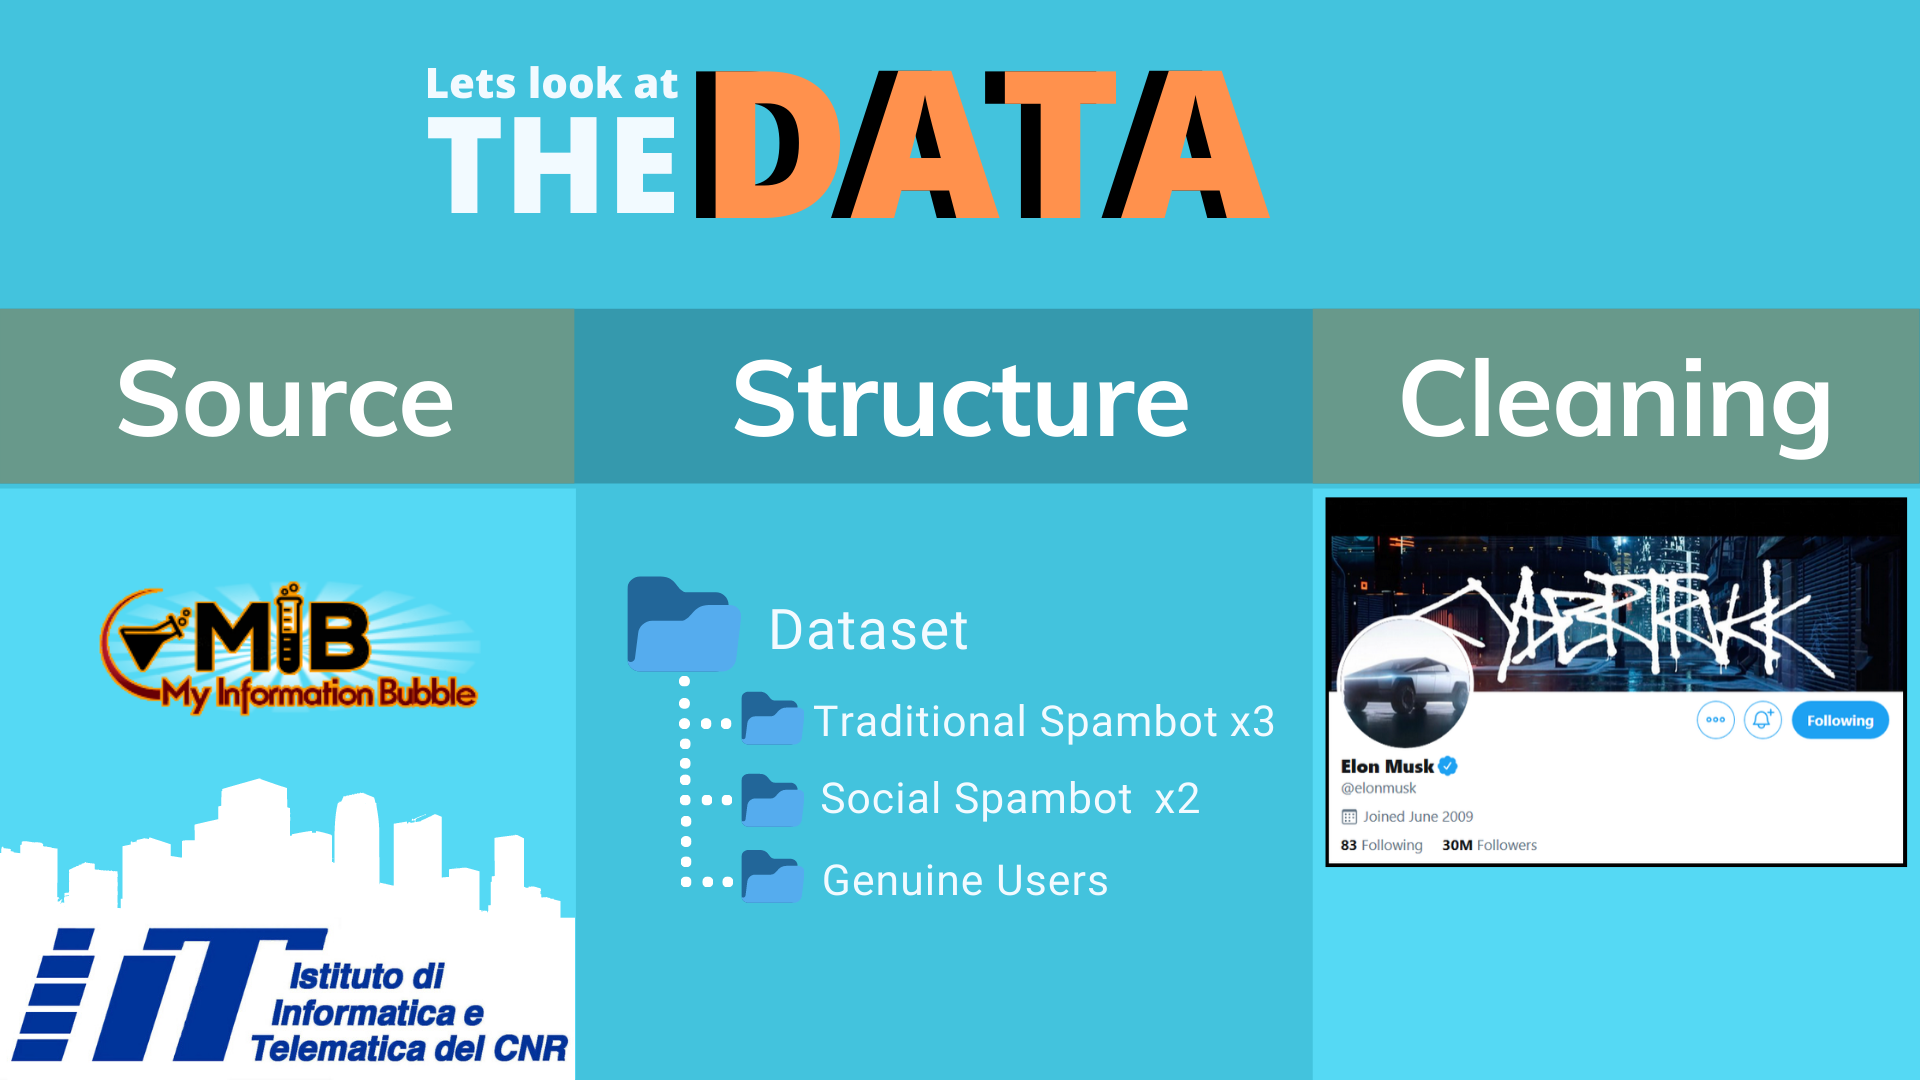 Lets look at
THE DATA
Source
Structure
Cleaning
MIB
My Information Bubble
IIT
Istituto di
Informatica e
Telematica del CNR
Dataset
Traditional Spambot x3
Social Spambot x2
Genuine Users
CYBERTRUCK
Following
Elon Musk
@elonmusk
Joined June 2009
83 Following 30M Followers